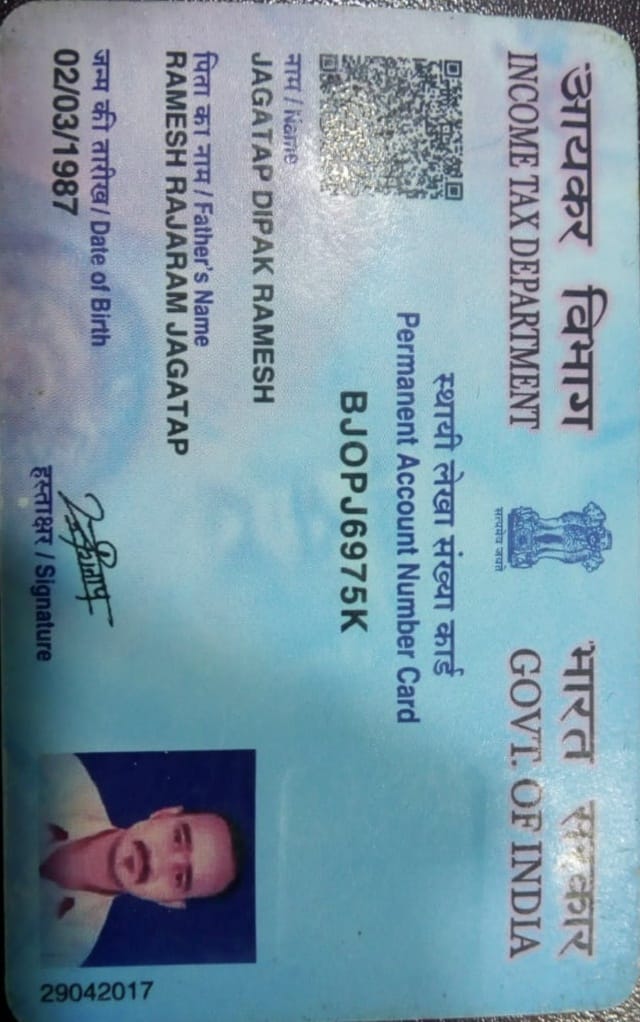 आयकर विभाग
INCOME TAX DEPARTMENT
सत्यमेव जयते
भारत सरकार
GOVT. OF INDIA
स्थायी लेखा संख्या कार्ड
Permanent Account Number Card
BJOPJ6975K
नाम / Name
JAGATAP DIPAK RAMESH
पिता का नाम / Father's Name
RAMESH RAJARAM JAGATAP
जन्म की तारीख / Date of Birth
02/03/1987
हस्ताक्षर / Signature
29042017